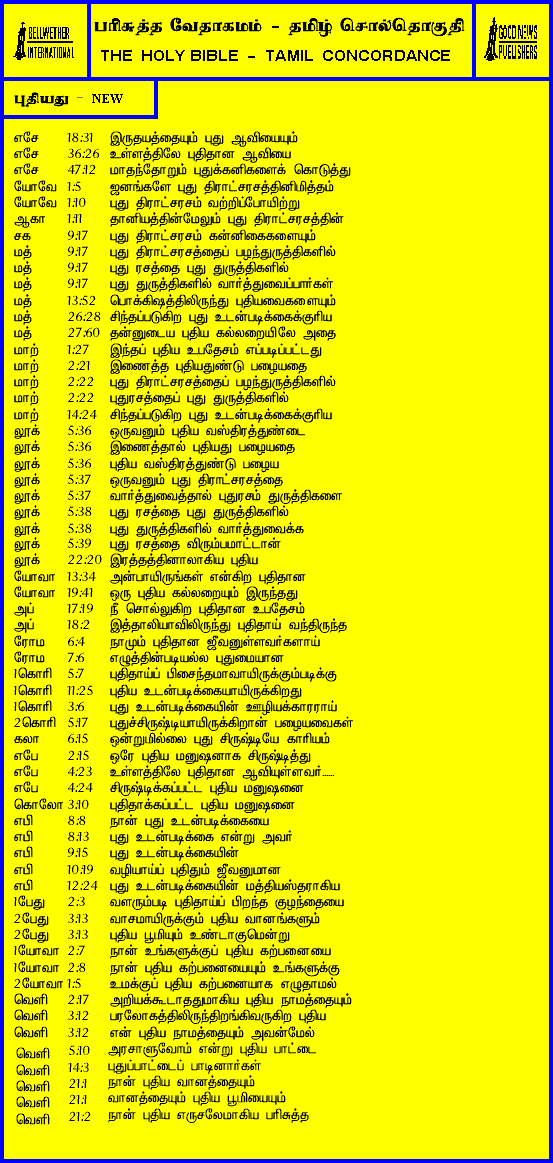 BELLWETHER
INTERNATIONAL
பரிசுத்த வேதாகமம் - தமிழ் சொல்தொகுதி
THE HOLY BIBLE - TAMIL CONCORDANCE
GOOD NEWS
PUBLISHERS
புதியது - NEW
எசே 18:31 இருதயத்தையும் புது ஆவியையும்
எசே 36:26 உள்ளத்திலே புதிதான ஆவியை
எசே 47:12 மாதந்தோறும் புதுக்கனிகளைக் கொடுத்து
யோவே 1:5 ஜனங்களே புது திராட்சரசத்தினிமித்தம்
யோவே 1:10 புது திராட்சரசம் வற்றிப்போயிற்று
ஆகா 1:11 தானியத்தின்மேலும் புது திராட்சரசத்தின்
சக 9:17 புது திராட்சரசம் கன்னிகைகளையும்
மத் 9:17 புது திராட்சரசத்தைப் பழந்துருத்திகளில்
மத் 9:17 புது ரசத்தை புது துருத்திகளில்
மத் 9:17 புது துருத்திகளில் வார்த்துவைப்பார்கள்
மத் 13:52 பொக்கிஷத்திலிருந்து புதியவைகளையும்
மத் 26:28 சிந்தப்படுகிற புது உடன்படிக்கைக்குரிய
மத் 27:60 தன்னுடைய புதிய கல்லறையிலே அதை
மாற் 1:27 இந்தப் புதிய உபதேசம் எப்படிப்பட்டது
மாற் 2:21 இணைத்த புதியதுண்டு பழையதை
மாற் 2:22 புது திராட்சரசத்தைப் பழந்துருத்திகளில்
மாற் 2:22 புதுரசத்தைப் புது துருத்திகளில்
மாற் 14:24 சிந்தப்படுகிற புது உடன்படிக்கைக்குரிய
லூக் 5:36 ஒருவனும் புதிய வஸ்திரத்துண்டை
லூக் 5:36 இணைத்தால் புதியது பழையதை
லூக் 5:36 புதிய வஸ்திரத்துண்டு பழைய
லூக் 5:37 ஒருவனும் புது திராட்சரசத்தை
லூக் 5:37 வார்த்துவைத்தால் புதுரசம் துருத்திகளை
லூக் 5:38 புது ரசத்தை புது துருத்திகளில்
லூக் 5:38 புது துருத்திகளில் வார்த்துவைக்க
லூக் 5:39 புது ரசத்தை விரும்பமாட்டான்
லூக் 22:20 இரத்தத்தினாலாகிய புதிய
யோவா 13:34 அன்பாயிருங்கள் என்கிற புதிதான
யோவா 19:41 ஒரு புதிய கல்லறையும் இருந்தது
அப் 17:19 நீ சொல்லுகிற புதிதான உபதேசம்
அப் 18:2 இத்தாலியாவிலிருந்து புதிதாய் வந்திருந்த
ரோம 6:4 நாமும் புதிதான ஜீவனுள்ளவர்களாய்
ரோம 7:6 எழுத்தின்படியல்ல புதுமையான
1கொரி 5:7 புதிதாய்ப் பிசைந்தமாவாயிருக்கும்படிக்கு
1கொரி 11:25 புதிய உடன்படிக்கையாயிருக்கிறது
1கொரி 3:6 புது உடன்படிக்கையின் ஊழியக்காரராய்
2கொரி 5:17 புதுச்சிருஷ்டியாயிருக்கிறான் பழையவைகள்
கலா 6:15 ஒன்றுமில்லை புது சிருஷ்டியே காரியம்
எபே 2:15 ஒரே புதிய மனுஷனாக சிருஷ்டித்து
எபே 4:23 உள்ளத்திலே புதிதான ஆவியுள்ளவர்......
எபே 4:24 சிருஷ்டிக்கப்பட்ட புதிய மனுஷனை
கொலோ 3:10 புதிதாக்கப்பட்ட புதிய மனுஷனை
எபி 8:8 நான் புது உடன்படிக்கையை
எபி 8:13 புது உடன்படிக்கை என்று அவர்
எபி 9:15 புது உடன்படிக்கையின்
எபி 10:19 வழியாய்ப் புதிதும் ஜீவனுமான
எபி 12:24 புது உடன்படிக்கையின் மத்தியஸ்தராகிய
1பேது 2:3 வளரும்படி புதிதாய்ப் பிறந்த குழந்தையை
2பேது 3:13 வாசமாயிருக்கும் புதிய வானங்களும்
2பேது 3:13 புதிய பூமியும் உண்டாகுமென்று
1யோவா 2:7 நான் உங்களுக்குப் புதிய கற்பனையை
1யோவா 2:8 நான் புதிய கற்பனையையும் உங்களுக்கு
2யோவா 1:5 உமக்குப் புதிய கற்பனையாக எழுதாமல்
வெளி 2:17 அறியக்கூடாததுமாகிய புதிய நாமத்தையும்
வெளி 3:12 பரலோகத்திலிருந்திறங்கிவருகிற புதிய
வெளி 3:12 என் புதிய நாமத்தையும் அவன்மேல்
வெளி 5:10 அரசாளுவோம் என்று புதிய பாட்டை
வெளி 14:3 புதுப்பாட்டைப் பாடினார்கள்
வெளி 21:1 நான் புதிய வானத்தையும்
வெளி 21:1 வானத்தையும் புதிய பூமியையும்
வெளி 21:2 நான் புதிய எருசலேமாகிய பரிசுத்த